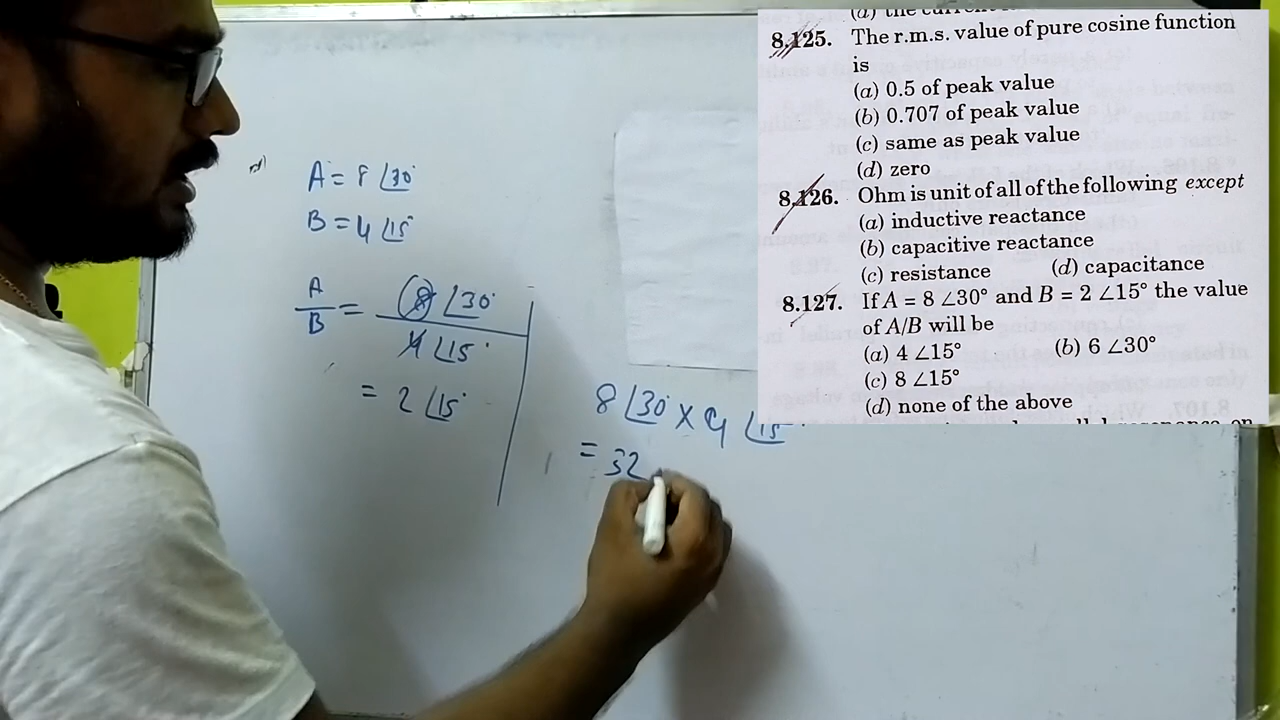 A = 8 ∠30°
B = 4 ∠15°
A/B = 8 ∠30° / 4 ∠15°
= 2 ∠15°
8 ∠30° × 4 ∠15°
= 32
8.125. The r.m.s. value of pure cosine function
is
(a) 0.5 of peak value
(b) 0.707 of peak value
(c) same as peak value
(d) zero
8.126. Ohm is unit of all of the following except
(a) inductive reactance
(b) capacitive reactance
(c) resistance (d) capacitance
8.127. If A = 8 ∠30° and B = 2 ∠15° the value
of A/B will be
(a) 4 ∠15° (b) 6 ∠30°
(c) 8 ∠15°
(d) none of the above